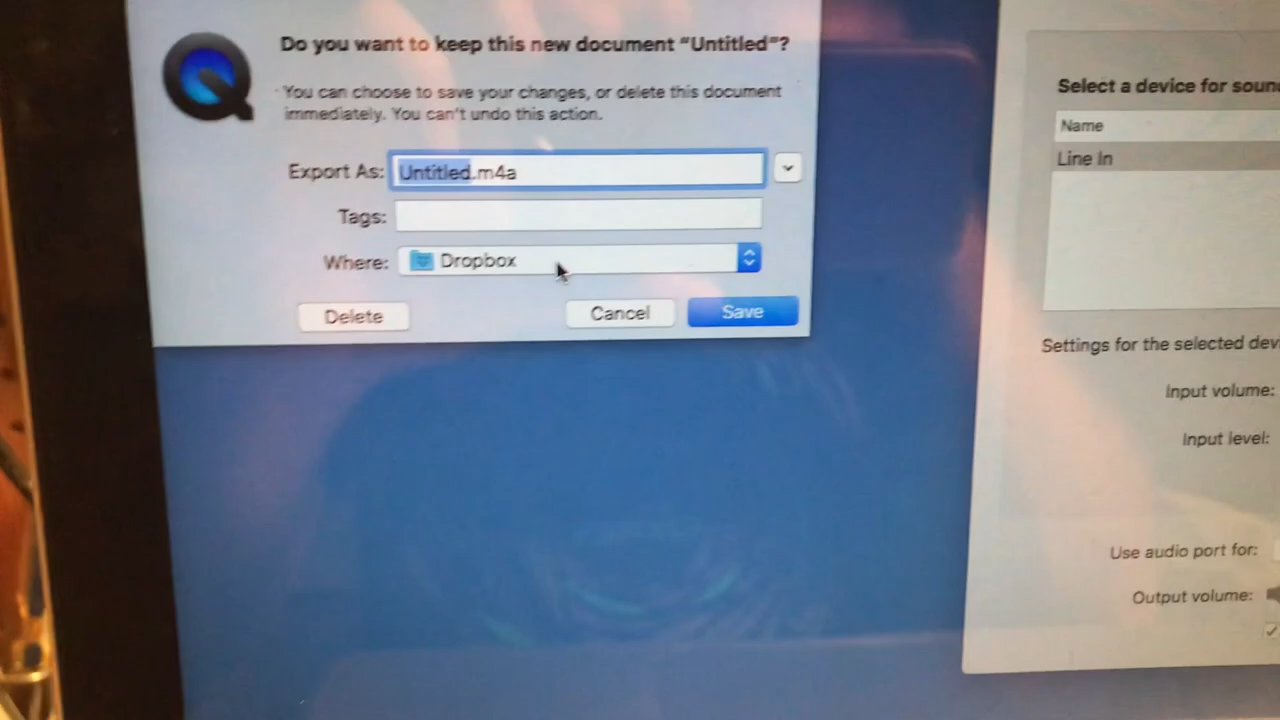 Do you want to keep this new document "Untitled"?
You can choose to save your changes, or delete this document
immediately. You can't undo this action.
Export As: Untitled.m4a
Tags:
Where: Dropbox
Delete
Cancel
Save
Select a device for soun
Name
Line In
Settings for the selected dev
Input volume:
Input level:
Use audio port for:
Output volume: